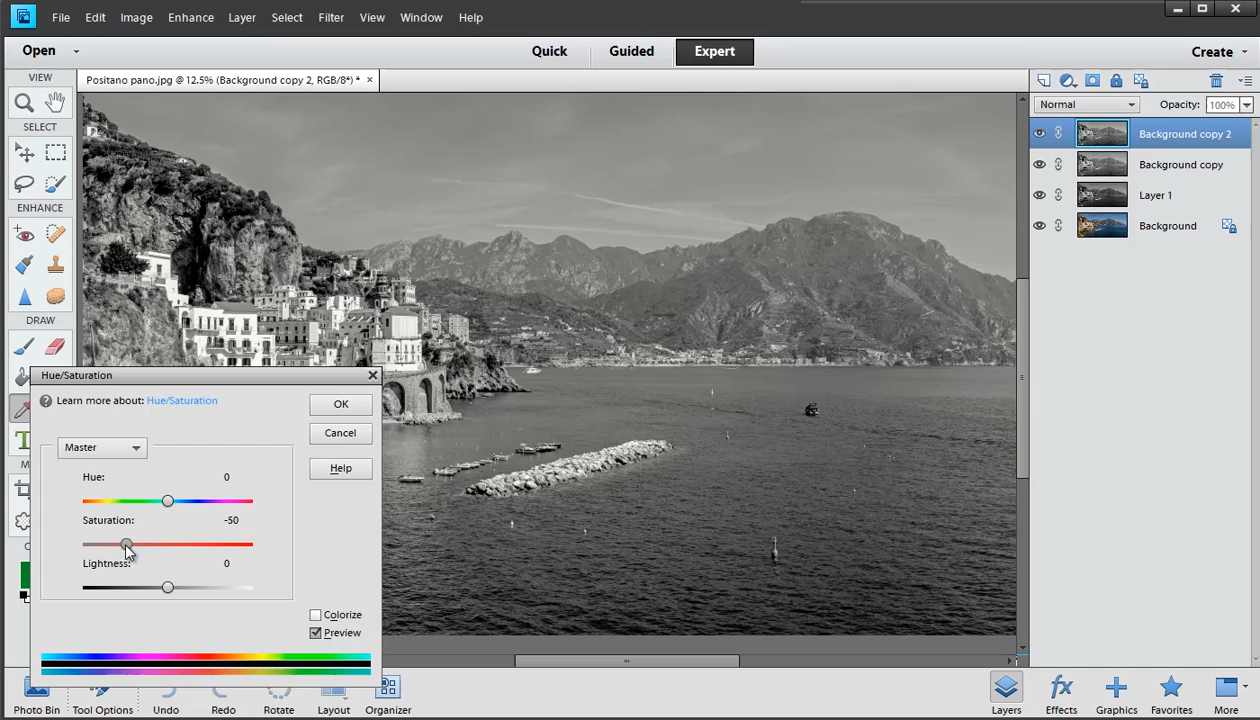 File Edit Image Enhance Layer Select Filter View Window Help
Open Quick Guided Expert Create
VIEW
Positano pano.jpg @ 12.5% (Background copy 2, RGB/8*) * ×
Normal Opacity: 100%
SELECT
Background copy 2
Background copy
Layer 1
Background
ENHANCE
DRAW
Hue/Saturation
Learn more about: Hue/Saturation
OK
Cancel
Master
Help
Hue: 0
Saturation: -50
Lightness: 0
Colorize
Preview
Photo Bin Tool Options Undo Redo Rotate Layout Organizer Layers Effects Graphics Favorites More